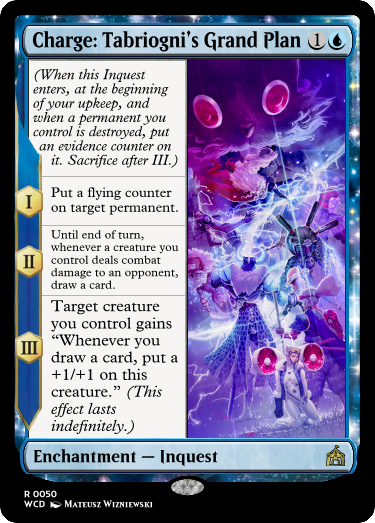 Charge: Tabriogni's Grand Plan 1
(When this Inquest
enters, at the beginning
of your upkeep, and
when a permanent you
control is destroyed, put
an evidence counter on
it. Sacrifice after III.)
I
Put a flying counter
on target permanent.
II
Until end of turn,
whenever a creature you
control deals combat
damage to an opponent,
draw a card.
III
Target creature
you control gains
“Whenever you
draw a card, put a
+1/+1 on this
creature.” (This
effect lasts
indefinitely.)
Enchantment — Inquest
R 0050
WCD Mateusz Wizniewski